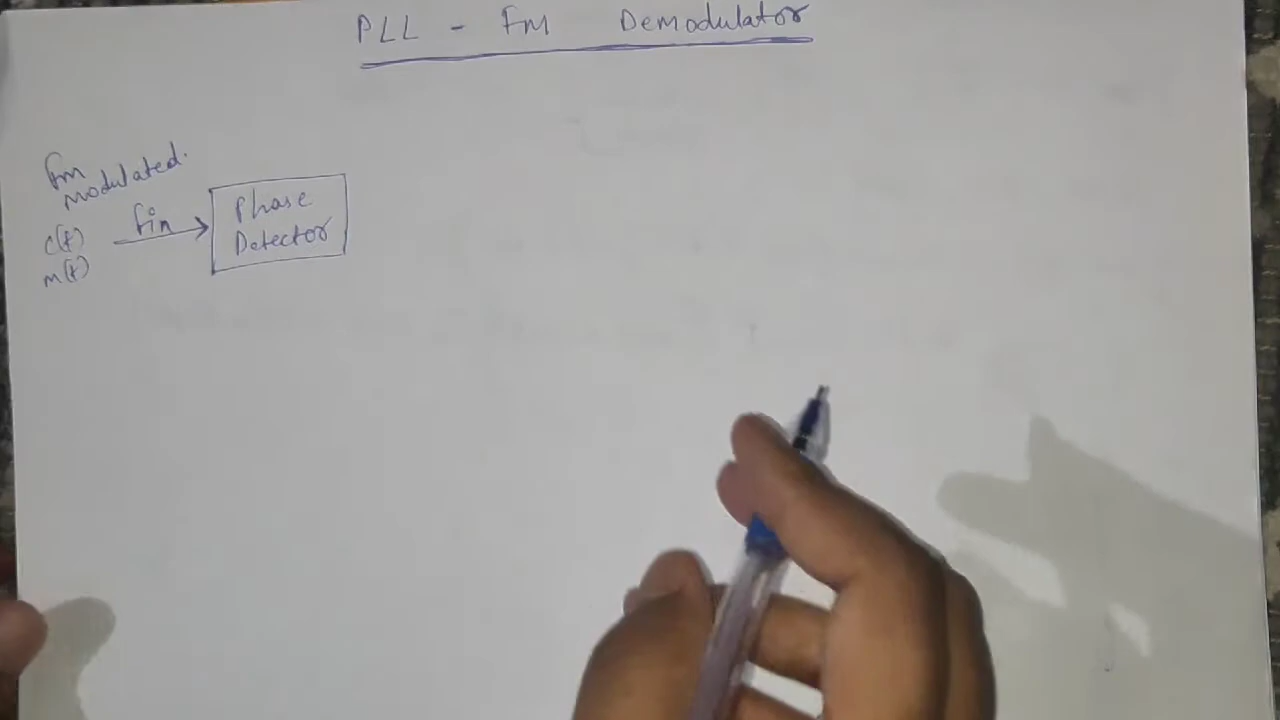 PLL - FM Demodulator
fm
modulated.
c(t)
m(t)
fin
Phase
Detector